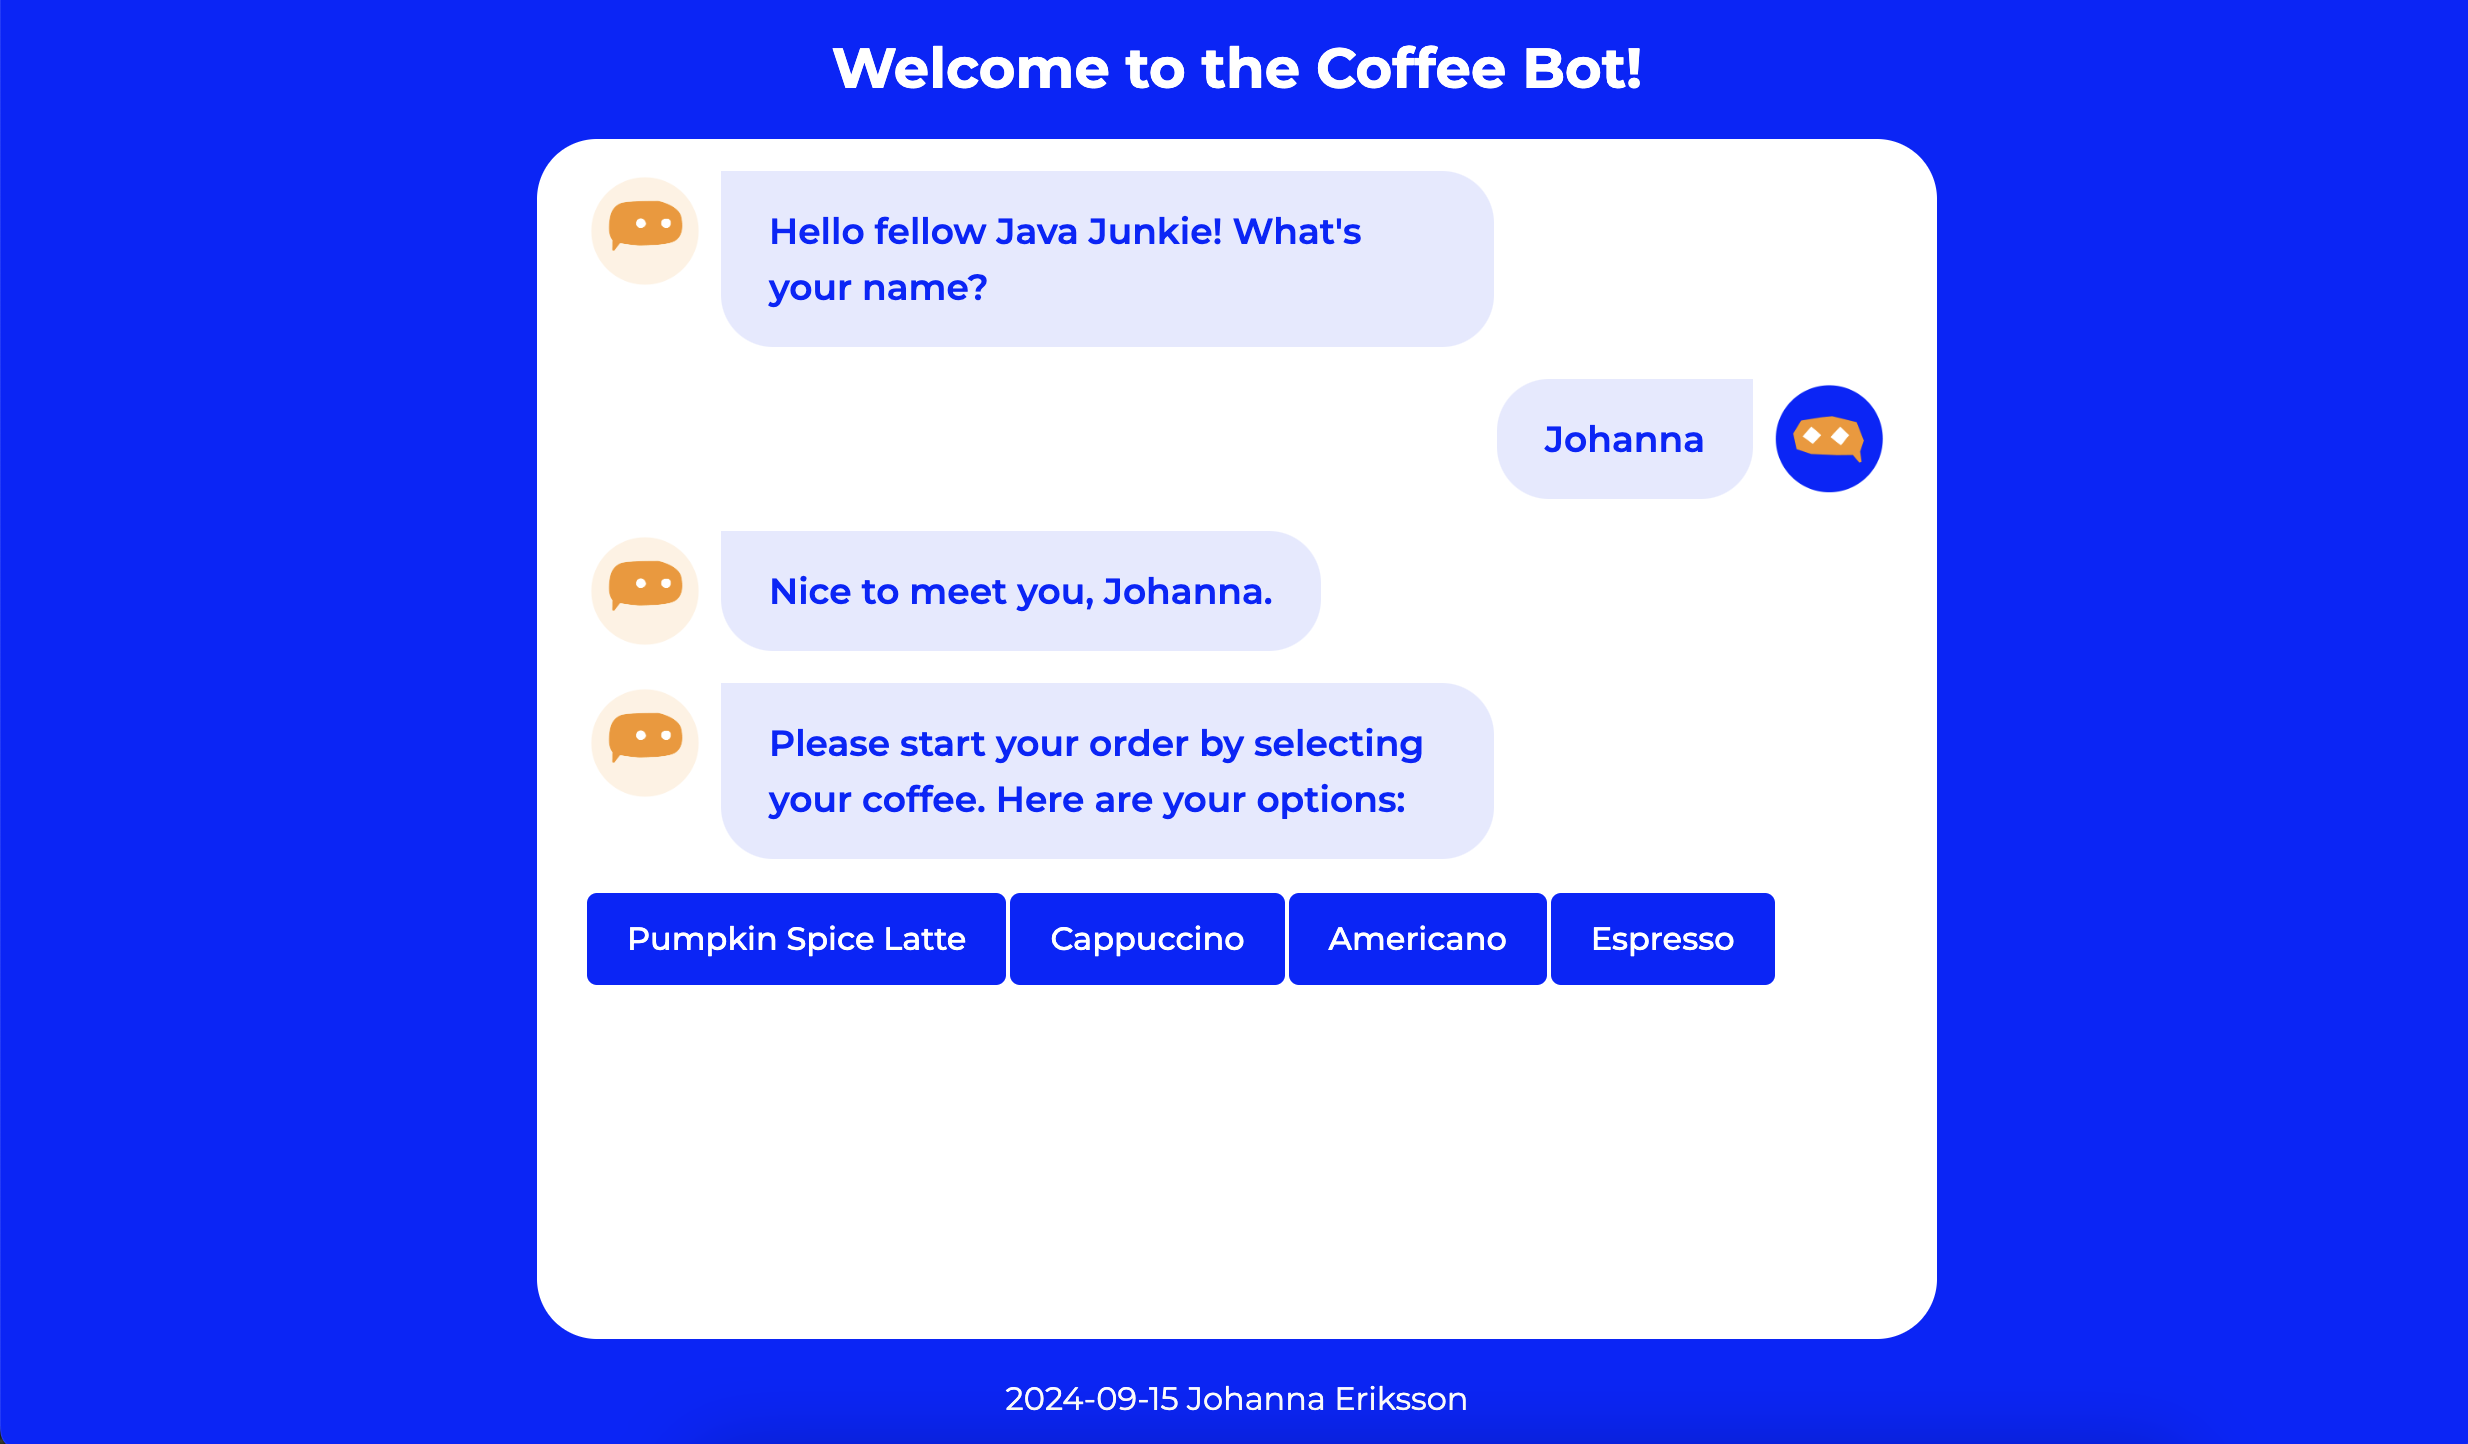 Welcome to the Coffee Bot!
Hello fellow Java Junkie! What's
your name?
Johanna
Nice to meet you, Johanna.
Please start your order by selecting
your coffee. Here are your options:
Pumpkin Spice Latte Cappuccino Americano Espresso
2024-09-15 Johanna Eriksson